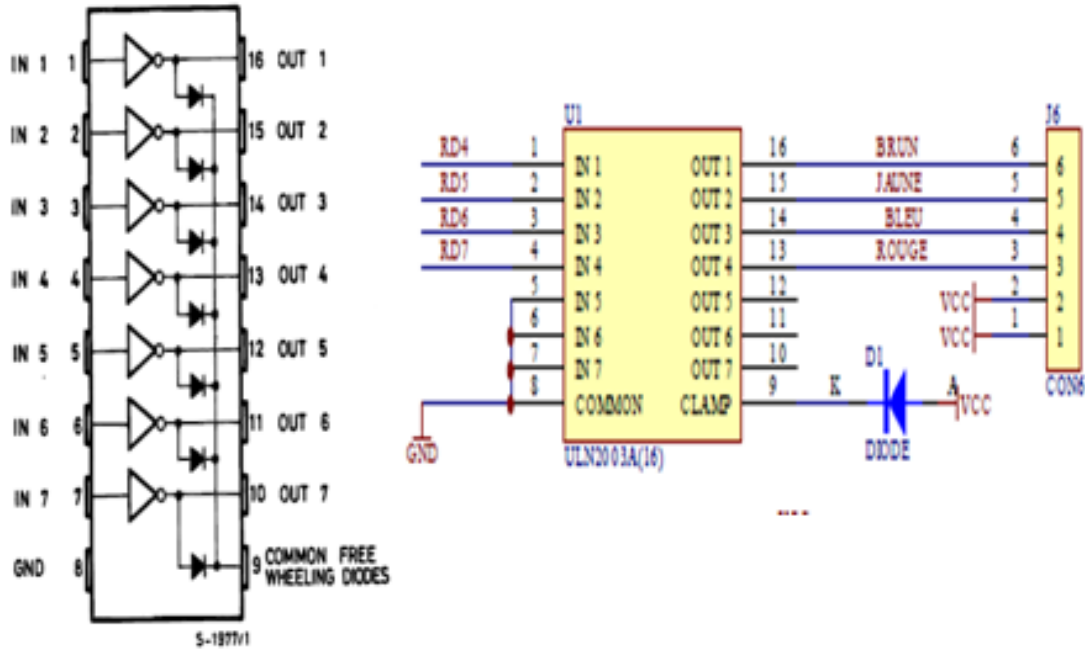 IN 1 1 16 OUT 1
IN 2 2 15 OUT 2
IN 3 3 14 OUT 3
IN 4 4 13 OUT 4
IN 5 5 12 OUT 5
IN 6 6 11 OUT 6
IN 7 7 10 OUT 7
GND 8 9 COMMON FREE
WHEELING DIODES
S-1977/1
U1 J6
RD4 1 IN 1 OUT 1 16 BRUN 6 6
RD5 2 IN 2 OUT 2 15 JAUNE 5 5
RD6 3 IN 3 OUT 3 14 BLEU 4 4
RD7 4 IN 4 OUT 4 13 ROUGE 3 3
5 IN 5 OUT 5 12 VCC 2 2
6 IN 6 OUT 6 11 VCC 1 1
7 IN 7 OUT 7 10 D1 CON6
8 COMMON CLAMP 9 K A VCC
GND ULN2003A(16) DIODE